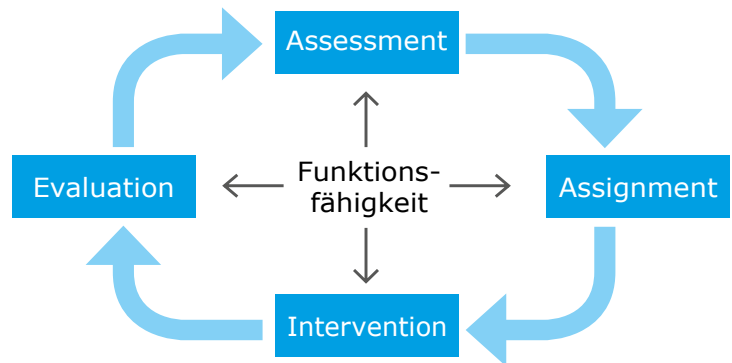 Assessment
Evaluation
Funktions-
fähigkeit
Assignment
Intervention